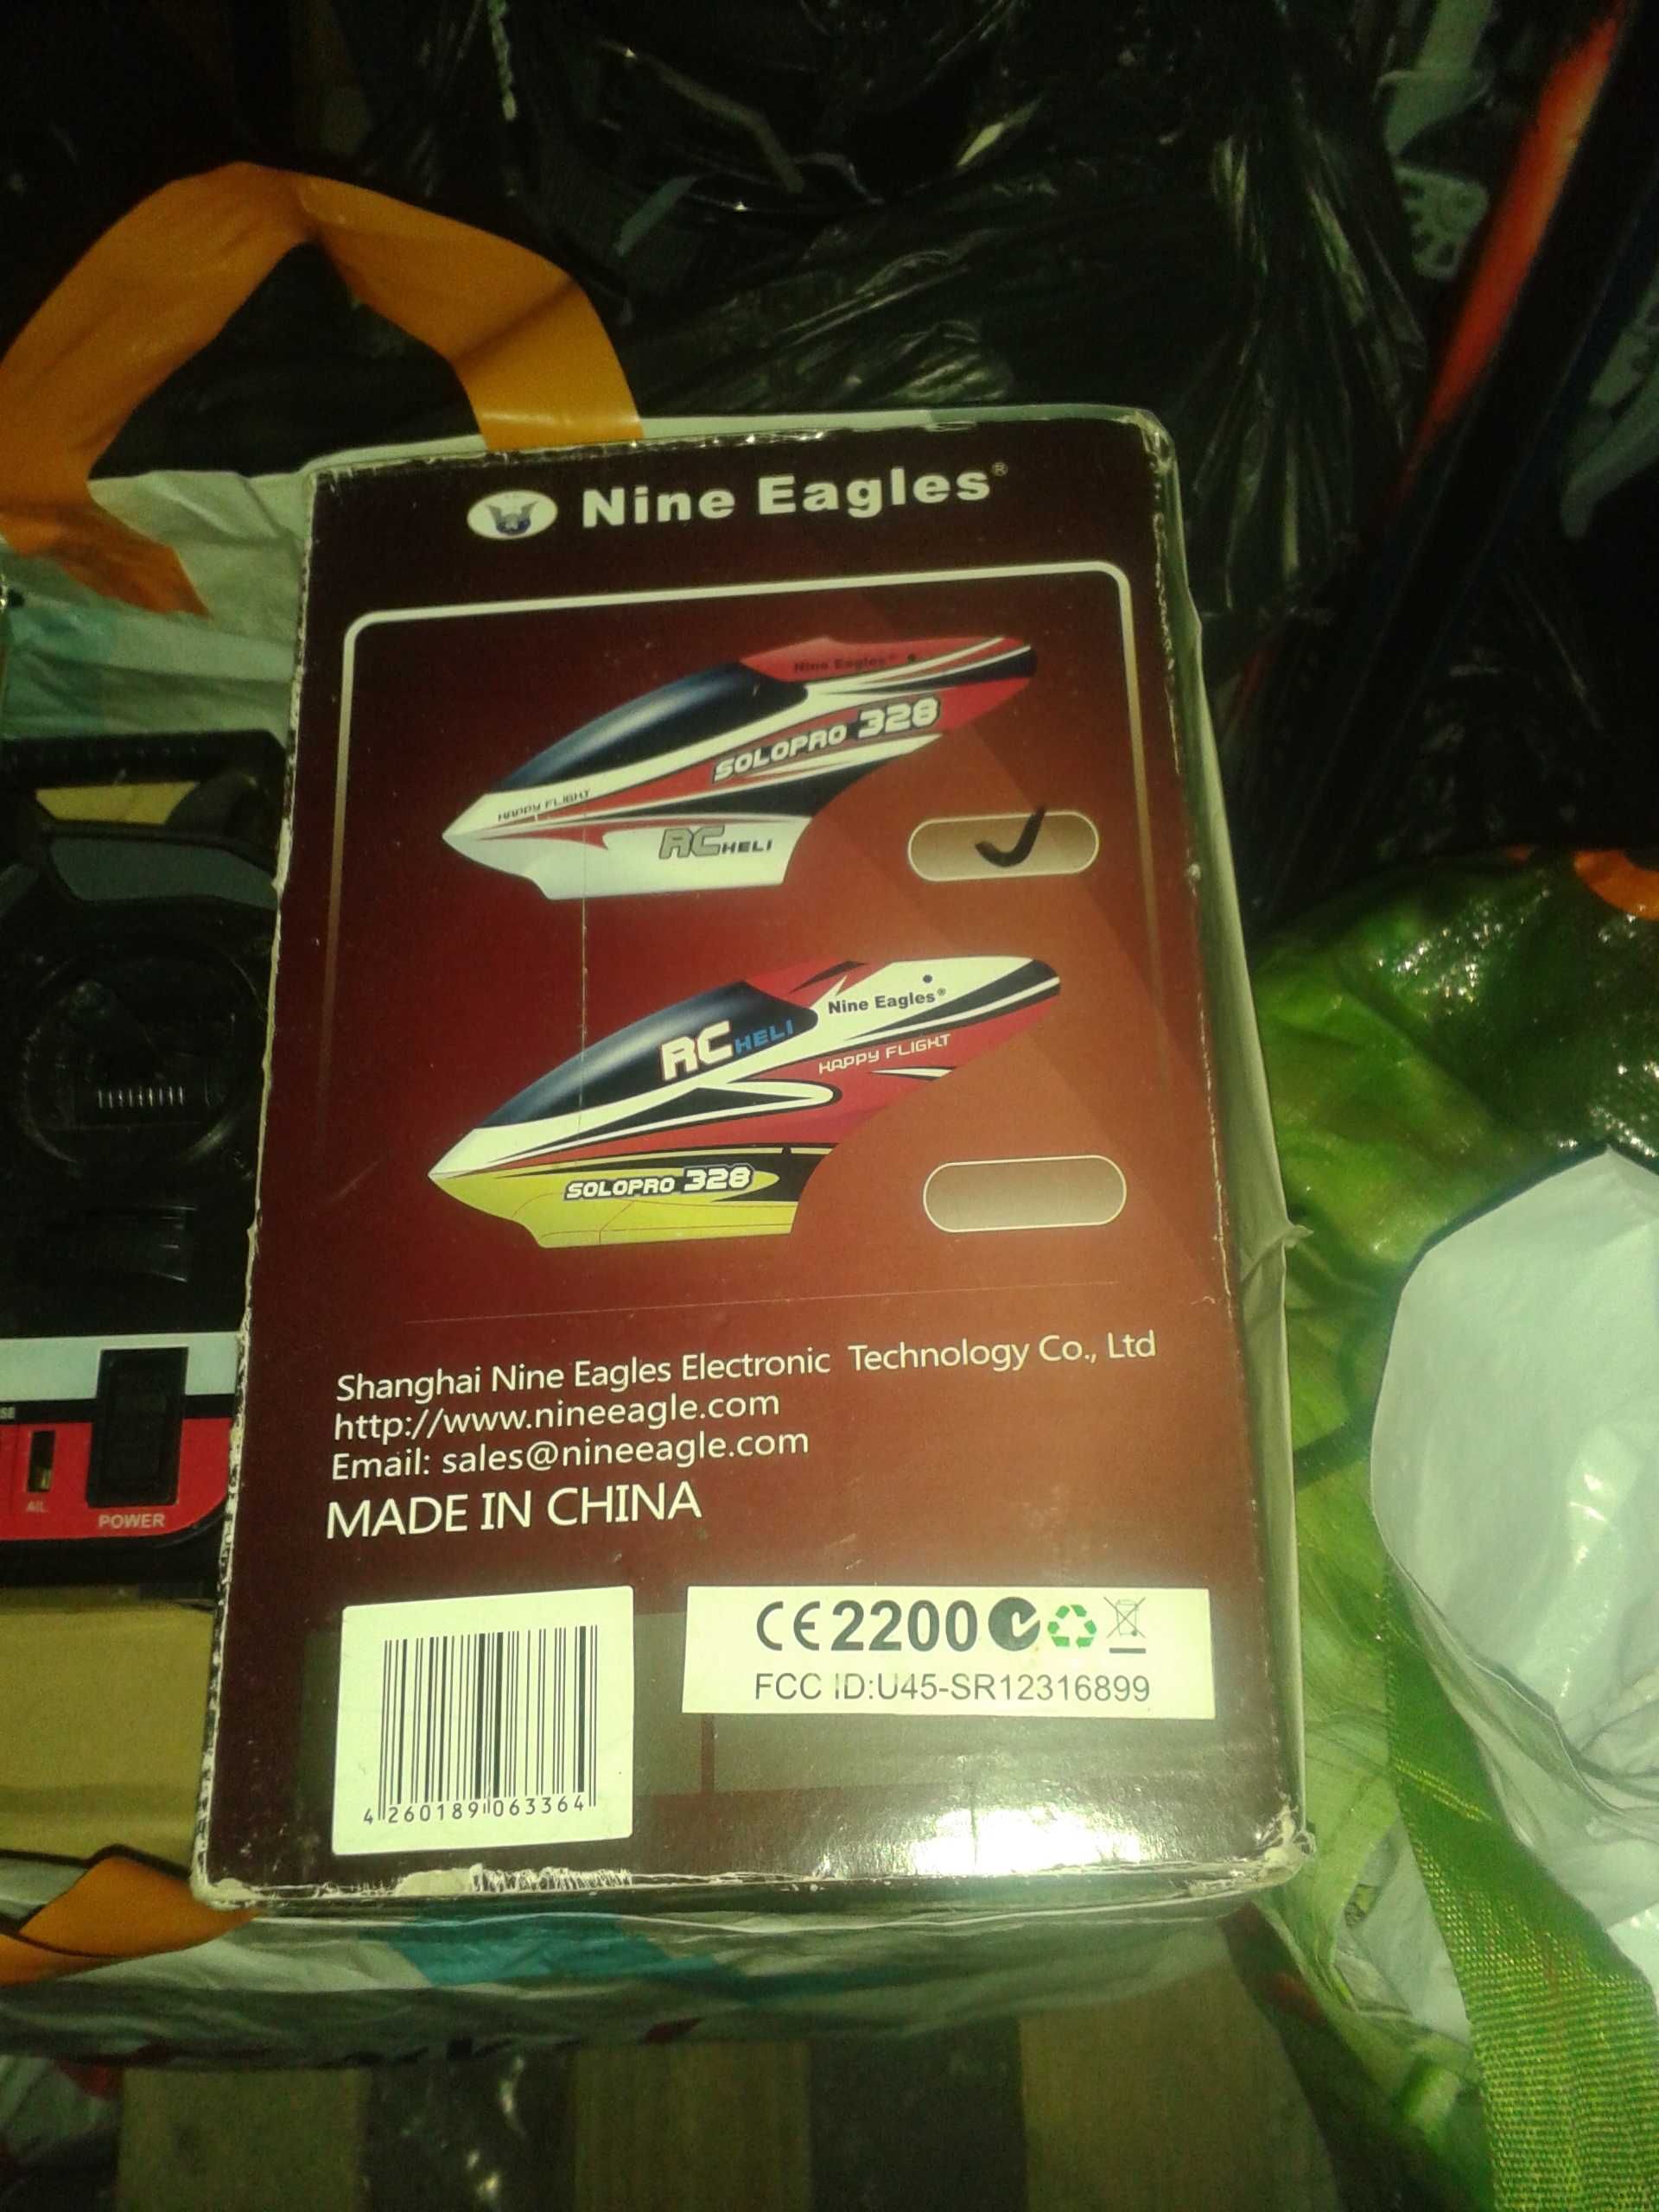 Nine Eagles®
Nine Eagles®
SOLOPRO 328
HAPPY FLIGHT
RC HELI
Nine Eagles®
RC HELI
HAPPY FLIGHT
SOLOPRO 328
Shanghai Nine Eagles Electronic Technology Co., Ltd
http://www.nineeagle.com
Email: sales@nineeagle.com
MADE IN CHINA
CE2200
FCC ID:U45-SR12316899
4 260189 063364
AIL
POWER